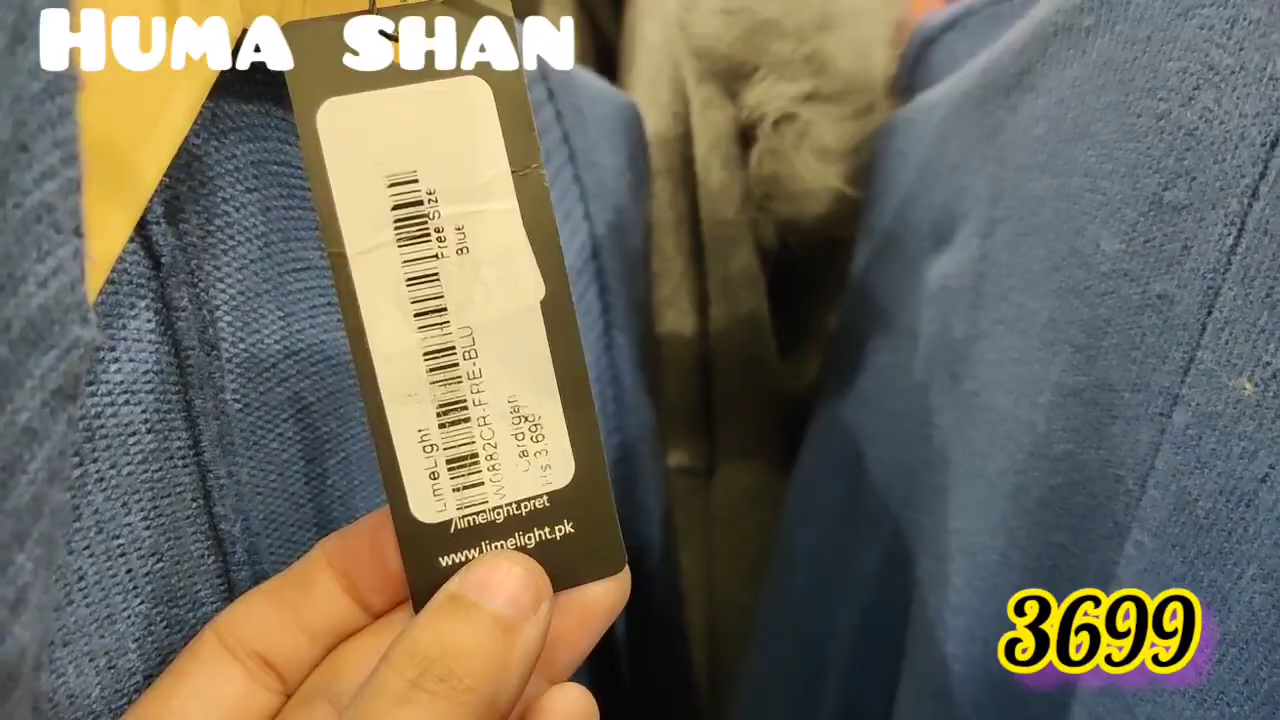 HUMA SHAN
LimeLight
Free Size
W0882CR-FRE-BLU
Blue
Cardigan
Rs.3,699
/limelight.pret
www.limelight.pk
3699